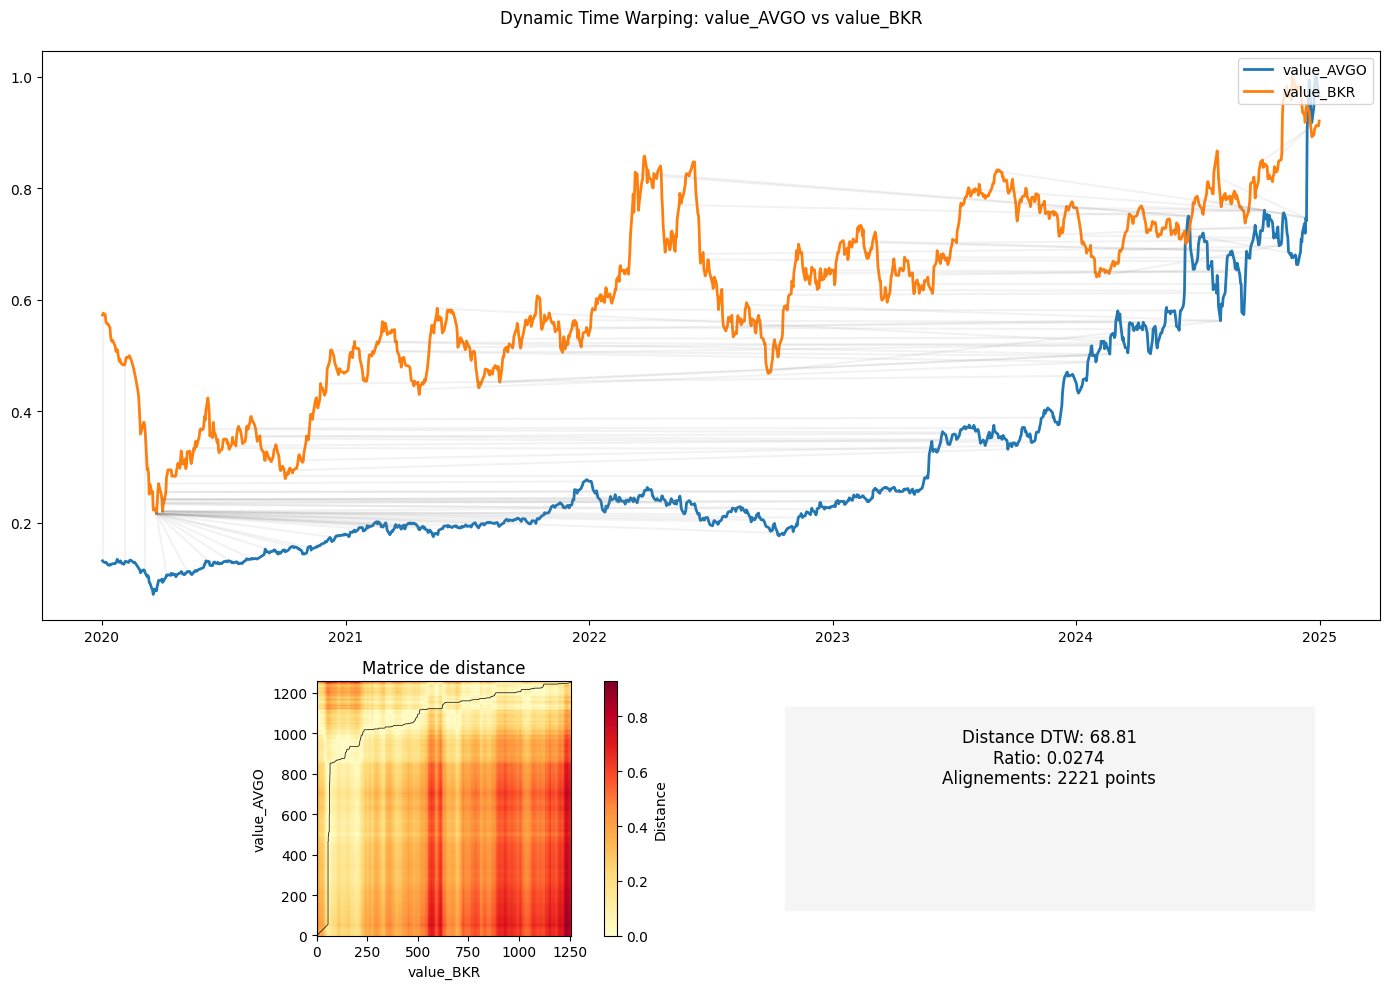 Dynamic Time Warping: value_AVGO vs value_BKR
value_AVGO
value_BKR
1.0
0.8
0.6
0.4
0.2
2020 2021 2022 2023 2024 2025
Matrice de distance
value_AVGO
1200
1000
800
600
400
200
0
0 250 500 750 1000 1250
value_BKR
0.8
0.6
0.4
0.2
0.0
Distance
Distance DTW: 68.81
Ratio: 0.0274
Alignements: 2221 points